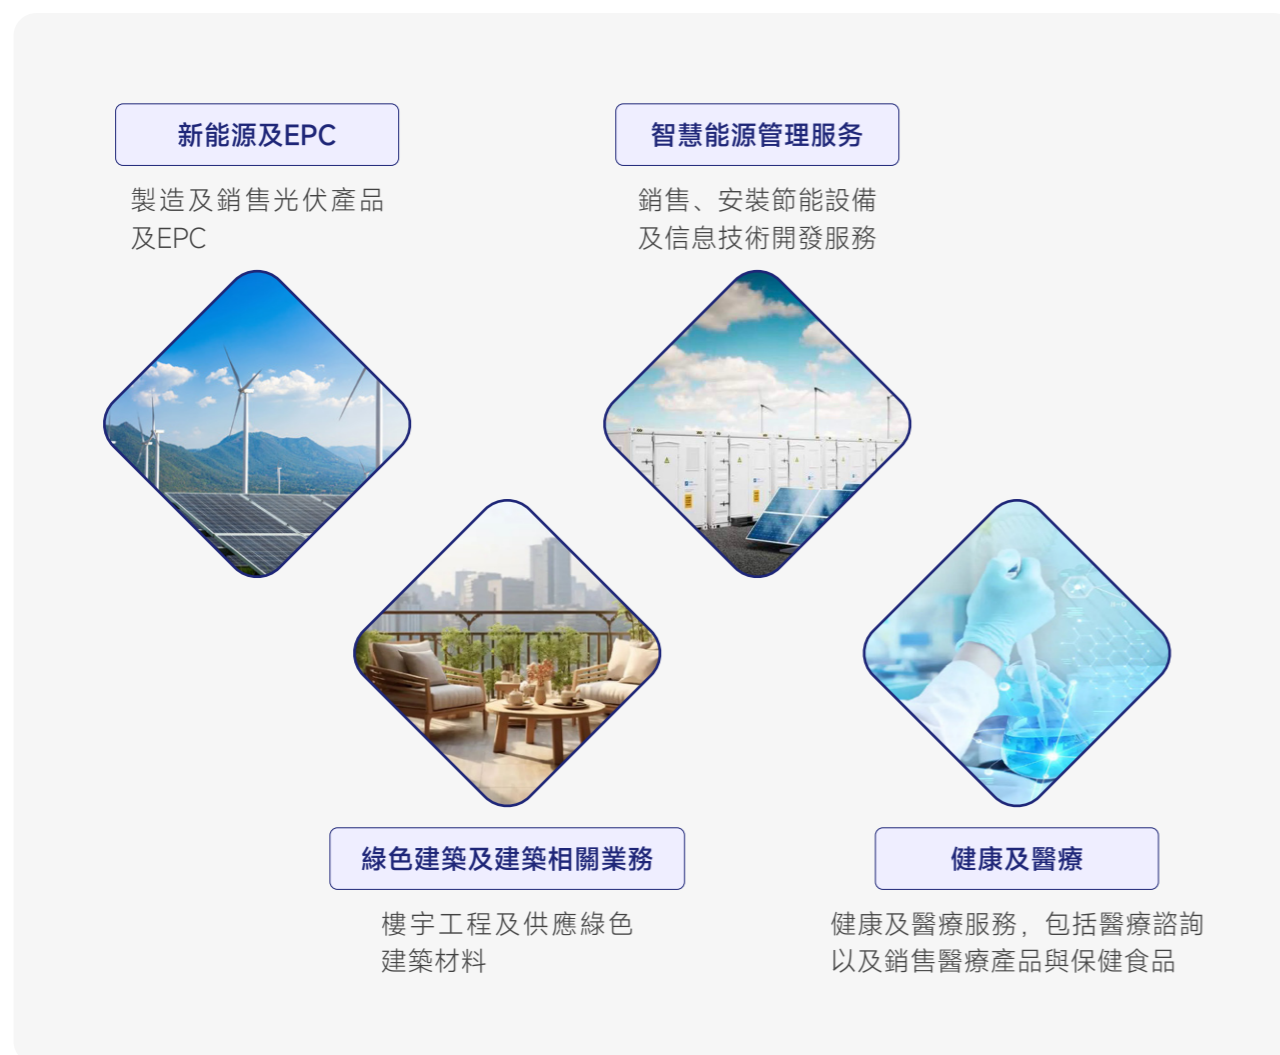 新能源及EPC
製造及銷售光伏產品
及EPC
智慧能源管理服务
銷售、安裝節能設備
及信息技術開發服務
綠色建築及建築相關業務
樓宇工程及供應綠色
建築材料
健康及醫療
健康及醫療服務，包括醫療諮詢
以及銷售醫療產品與保健食品